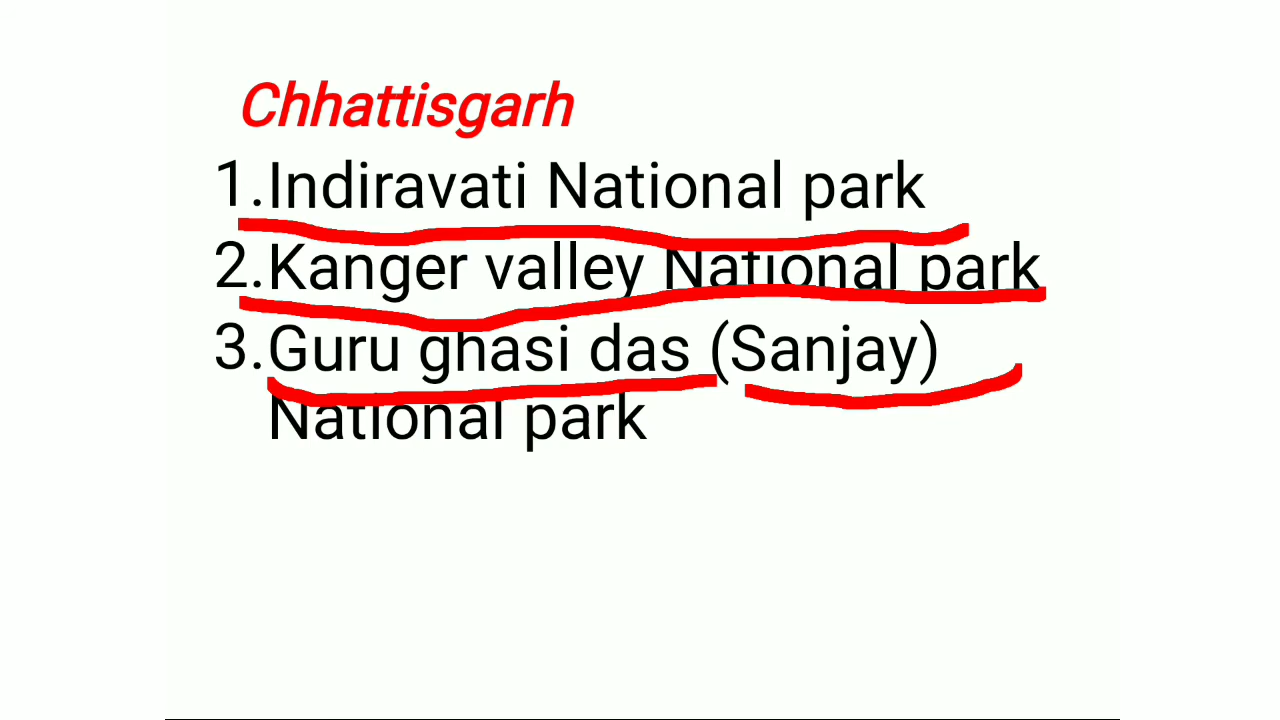 Chhattisgarh
1.Indiravati National park
2.Kanger valley National park
3.Guru ghasi das (Sanjay)
National park